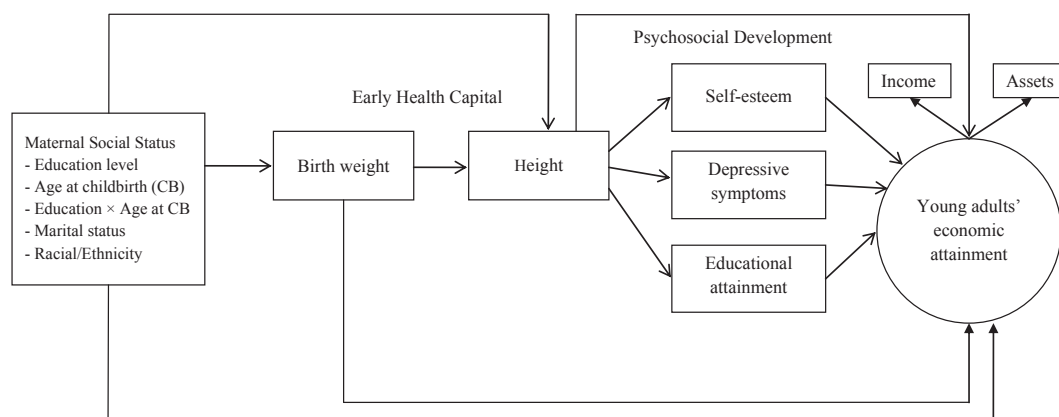 Psychosocial Development
Income
Assets
Early Health Capital
Self-esteem
Maternal Social Status
- Education level
- Age at childbirth (CB)
- Education × Age at CB
- Marital status
- Racial/Ethnicity
Birth weight
Height
Depressive
symptoms
Young adults’
economic
attainment
Educational
attainment